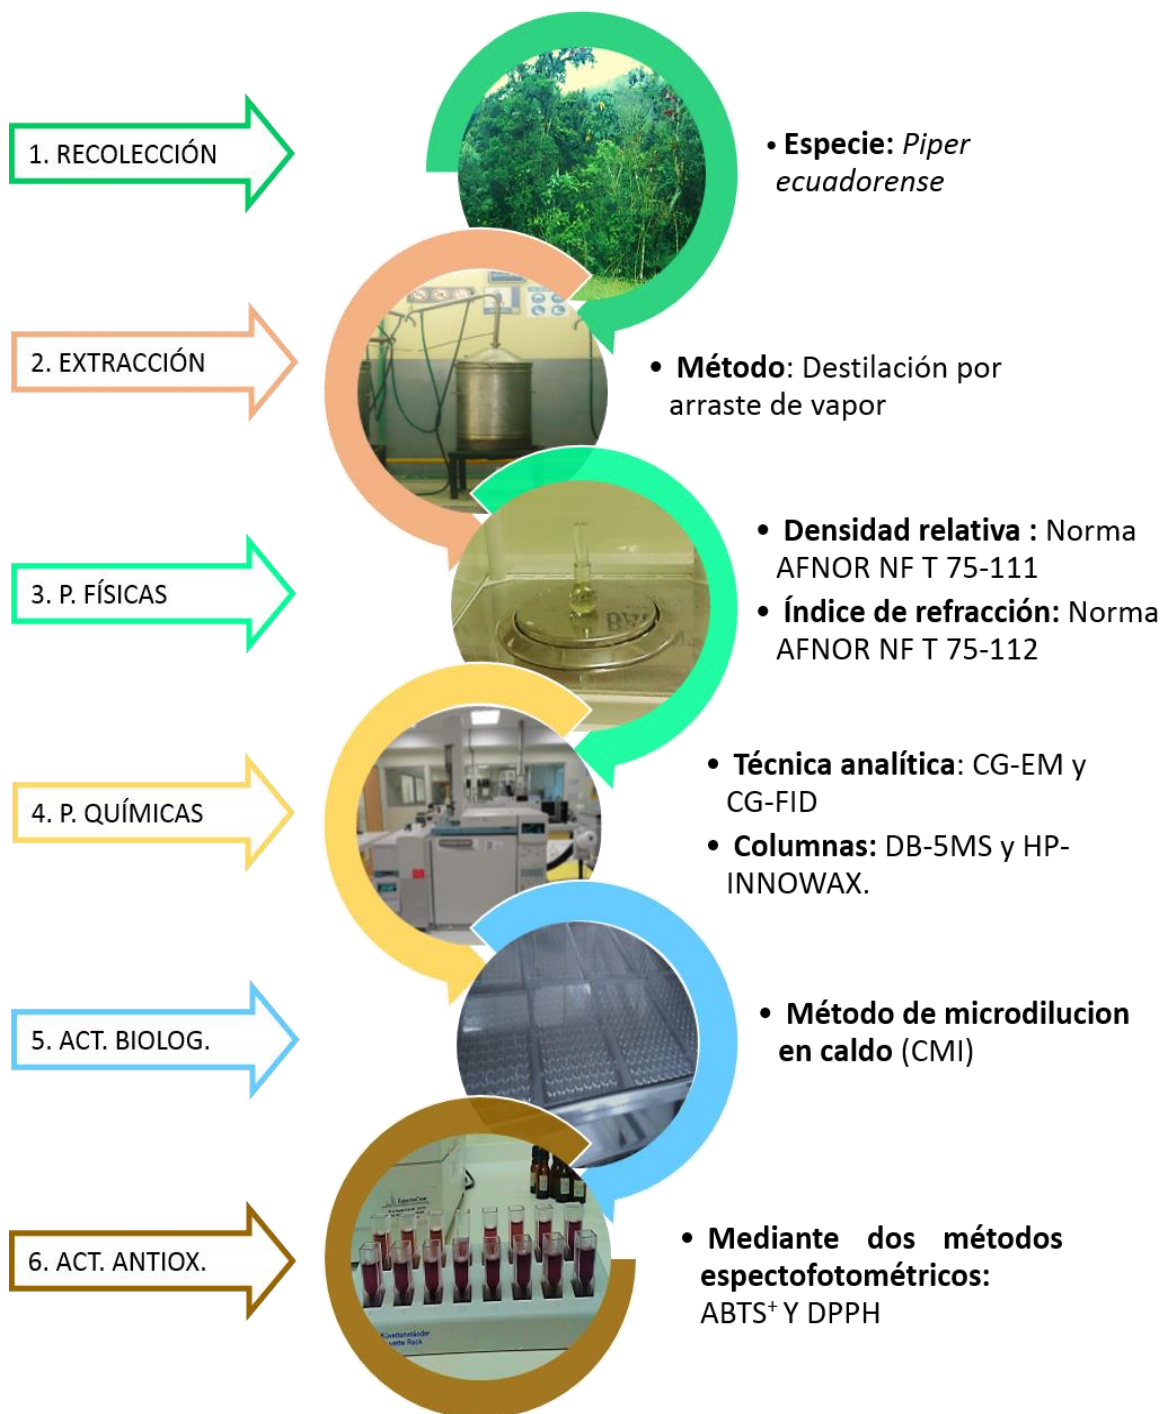 1. RECOLECCIÓN
• Especie: Piper
ecuadorense
2. EXTRACCIÓN
• Método: Destilación por
arraste de vapor
3. P. FÍSICAS
• Densidad relativa : Norma
AFNOR NF T 75-111
• Índice de refracción: Norma
AFNOR NF T 75-112
4. P. QUÍMICAS
• Técnica analítica: CG-EM y
CG-FID
• Columnas: DB-5MS y HP-
INNOWAX.
5. ACT. BIOLOG.
• Método de microdilucion
en caldo (CMI)
6. ACT. ANTIOX.
• Mediante dos métodos
espectofotométricos:
ABTS⁺ Y DPPH
Küvettenständer
Rack